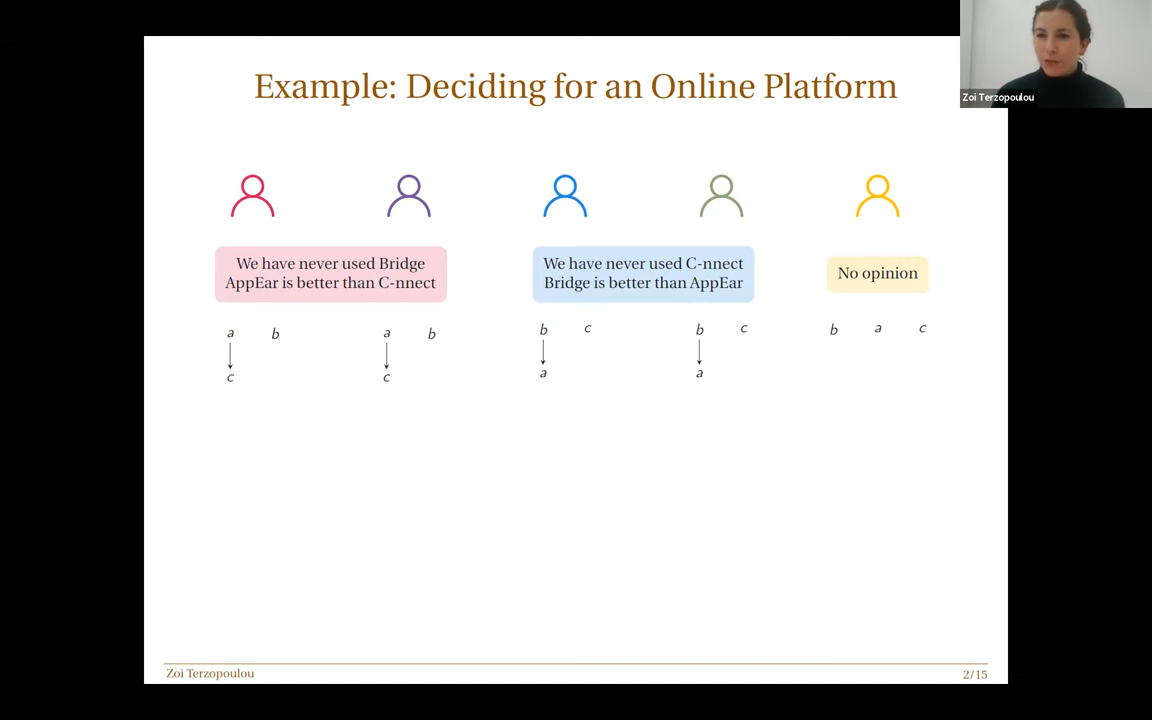 Example: Deciding for an Online Platform
Zoi Terzopoulou
We have never used Bridge
AppEar is better than C-nnect
We have never used C-nnect
Bridge is better than AppEar
No opinion
a b a b b c b c b a c
c c a a
Zoi Terzopoulou 2/15